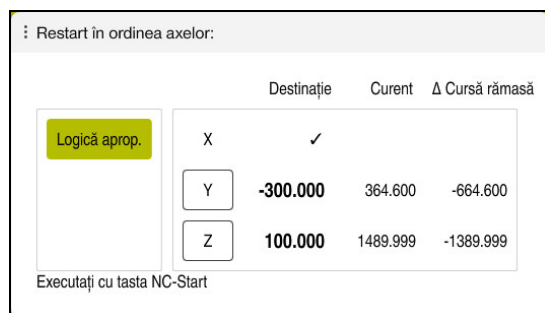 Restart în ordinea axelor:
Destinație Curent Δ Cursă rămasă
Logică aprop. X ✓
Y -300.000 364.600 -664.600
Z 100.000 1489.999 -1389.999
Executați cu tasta NC-Start